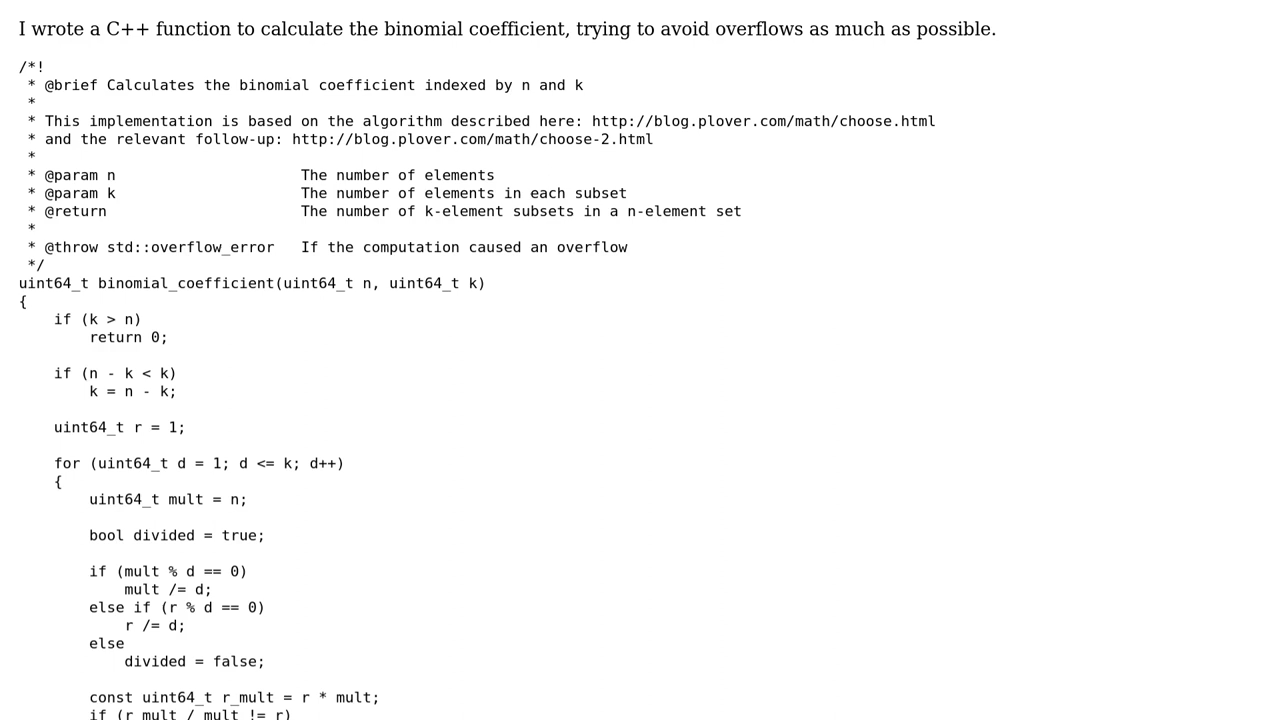 I wrote a C++ function to calculate the binomial coefficient, trying to avoid overflows as much as possible.
/*!
 * @brief Calculates the binomial coefficient indexed by n and k
 *
 * This implementation is based on the algorithm described here: http://blog.plover.com/math/choose.html
 * and the relevant follow-up: http://blog.plover.com/math/choose-2.html
 *
 * @param n                     The number of elements
 * @param k                     The number of elements in each subset
 * @return                      The number of k-element subsets in a n-element set
 *
 * @throw std::overflow_error   If the computation caused an overflow
 */
uint64_t binomial_coefficient(uint64_t n, uint64_t k)
{
    if (k > n)
        return 0;

    if (n - k < k)
        k = n - k;

    uint64_t r = 1;

    for (uint64_t d = 1; d <= k; d++)
    {
        uint64_t mult = n;

        bool divided = true;

        if (mult % d == 0)
            mult /= d;
        else if (r % d == 0)
            r /= d;
        else
            divided = false;

        const uint64_t r_mult = r * mult;
        if (r_mult / mult != r)